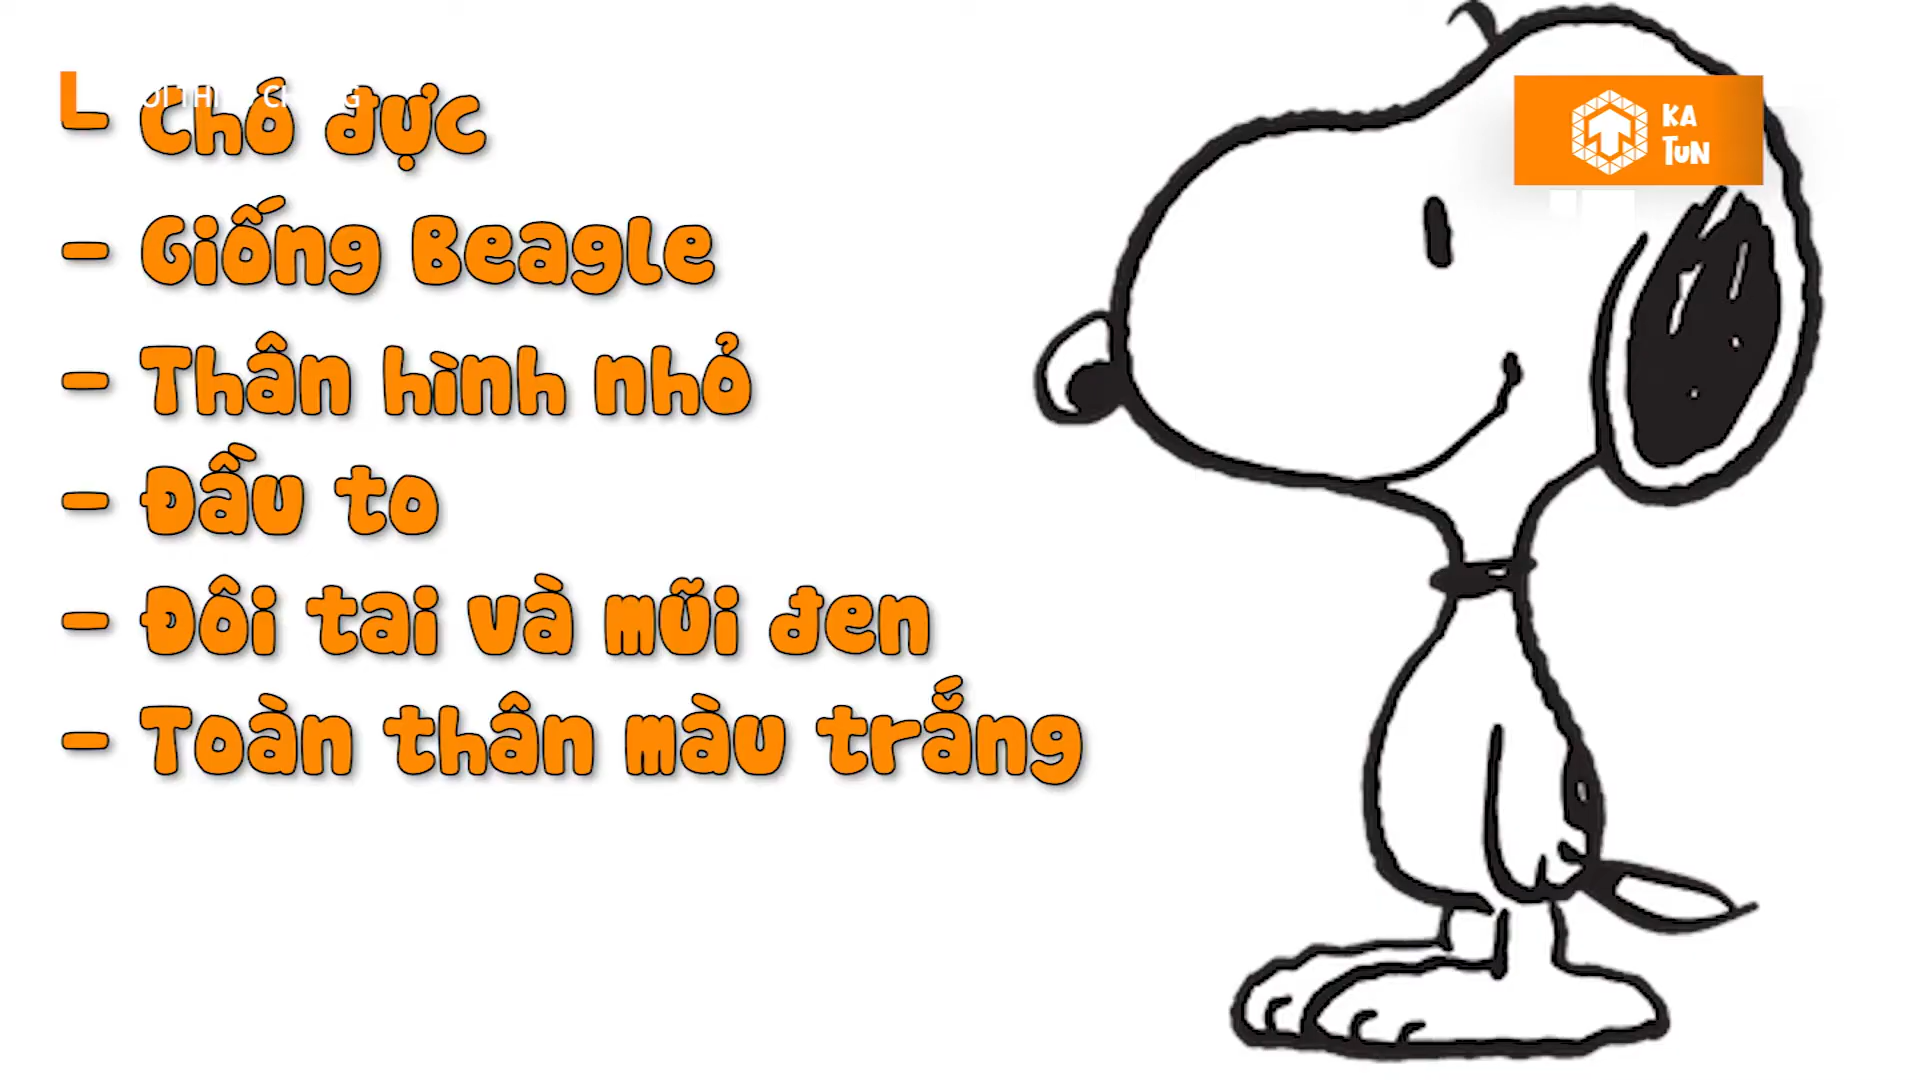 - Chó đực
- Giống Beagle
- Thân hình nhỏ
- Đầu to
- Đôi tai và mũi đen
- Toàn thân màu trắng
KA
TUN